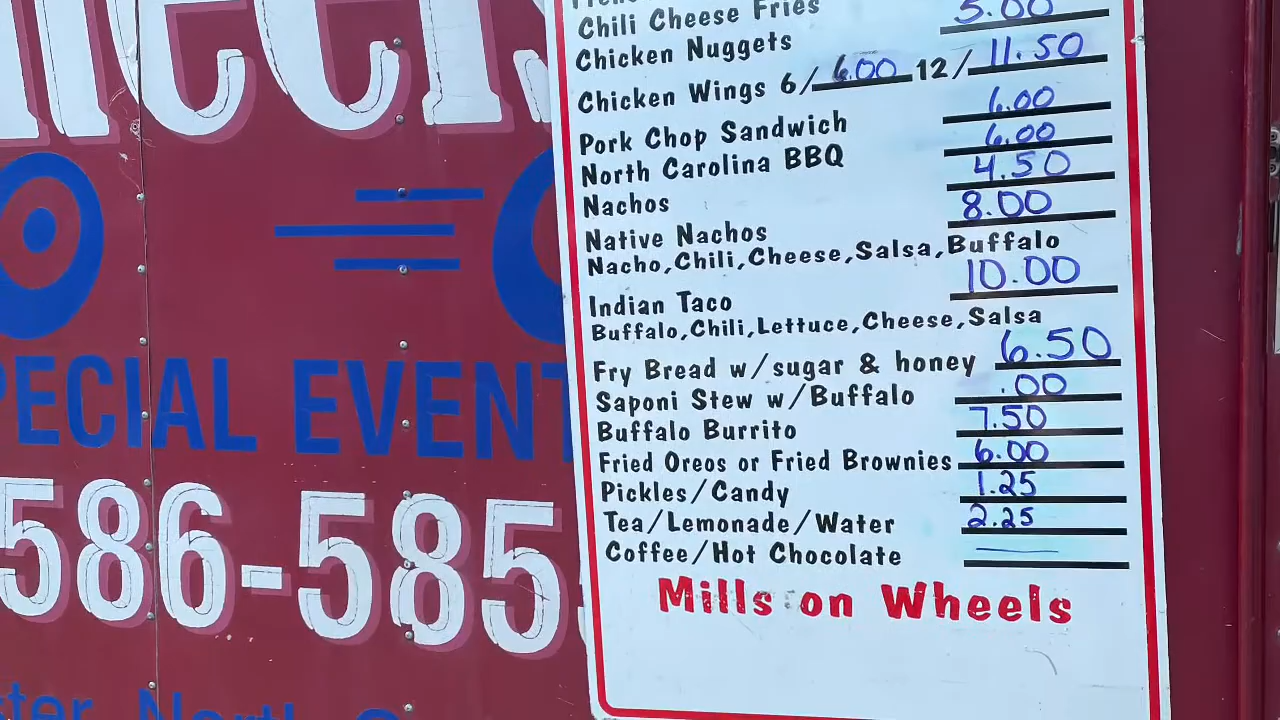 Chili Cheese Fries
Chicken Nuggets 5.00
Chicken Wings 6/6.00 12/11.50
Pork Chop Sandwich 6.00
North Carolina BBQ 6.00
Nachos 4.50
Native Nachos 8.00
Nacho,Chili,Cheese,Salsa,Buffalo
Indian Taco 10.00
Buffalo,Chili,Lettuce,Cheese,Salsa
Fry Bread w/sugar & honey 6.50
Saponi Stew w/Buffalo .00
Buffalo Burrito 7.50
Fried Oreos or Fried Brownies 6.00
Pickles/Candy 1.25
Tea/Lemonade/Water 2.25
Coffee/Hot Chocolate
Mills on Wheels
PECIAL EVENT
586-585